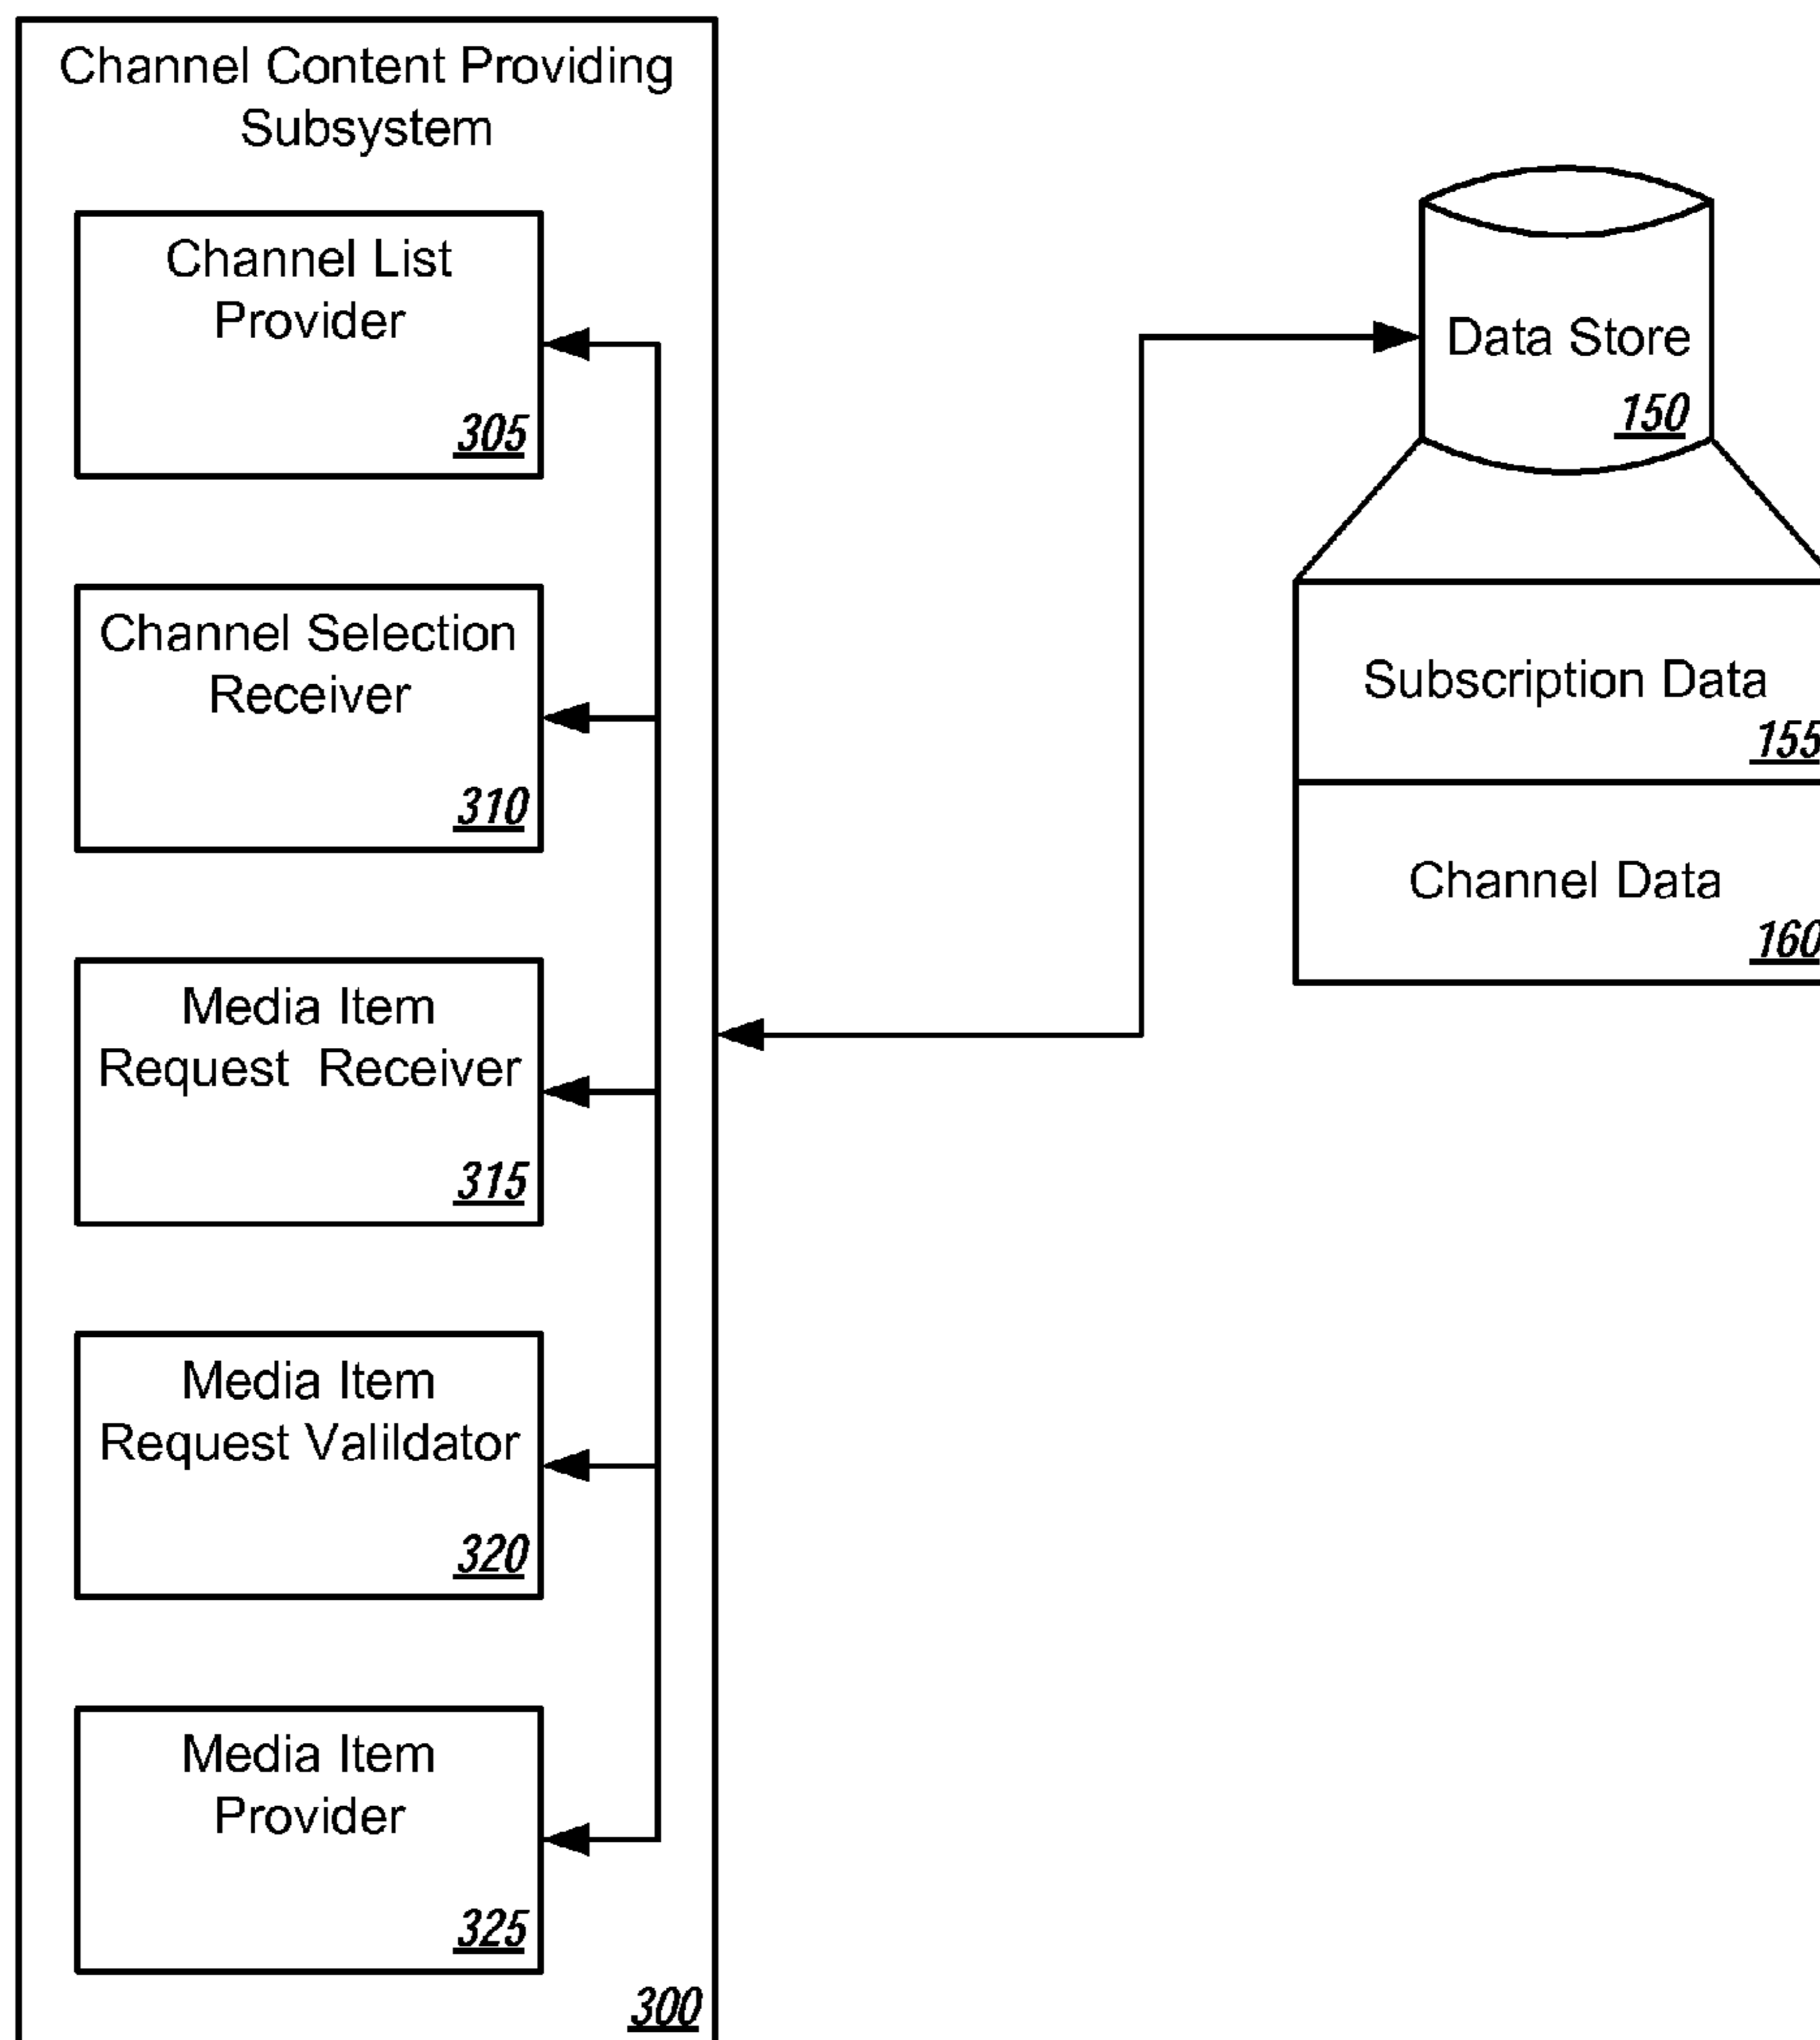 Channel Content Providing
Subsystem
Channel List
Provider
305
Channel Selection
Receiver
310
Media Item
Request Receiver
315
Media Item
Request Valildator
320
Media Item
Provider
325
300
Data Store
150
Subscription Data
155
Channel Data
160